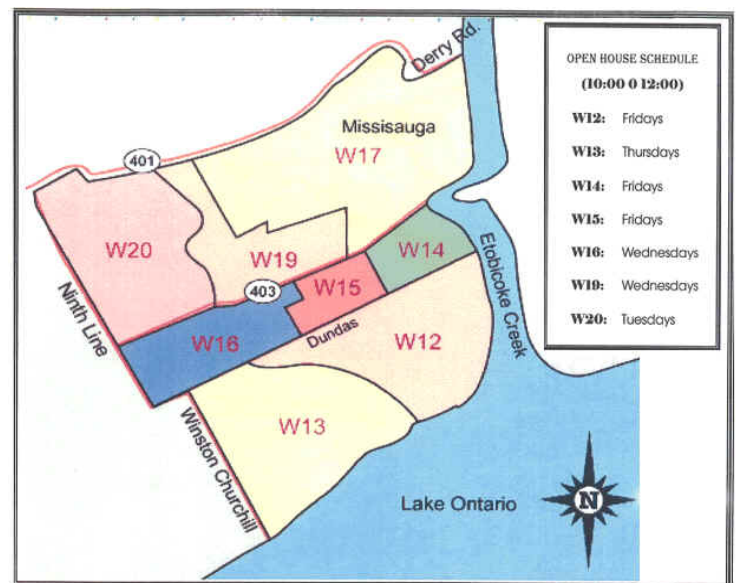 Derry Rd.
Missisauga
W17
401
W20
W19
W14
403
W15
Etobicoke Creek
Ninth Line
W16
Dundas
W12
Winston Churchill
W13
Lake Ontario
N
OPEN HOUSE SCHEDULE
(10:00 0 12:00)
W12: Fridays
W13: Thursdays
W14: Fridays
W15: Fridays
W16: Wednesdays
W19: Wednesdays
W20: Tuesdays